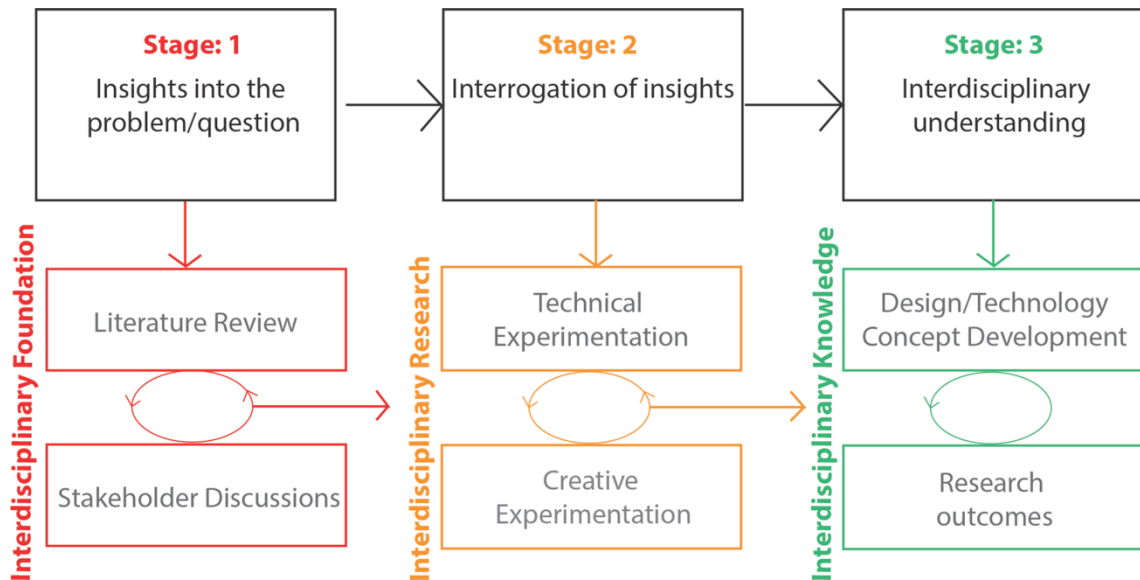 Stage: 1
Insights into the
problem/question
Stage: 2
Interrogation of insights
Stage: 3
Interdisciplinary
understanding
Interdisciplinary Foundation
Literature Review
Stakeholder Discussions
Interdisciplinary Research
Technical
Experimentation
Creative
Experimentation
Interdisciplinary Knowledge
Design/Technology
Concept Development
Research
outcomes